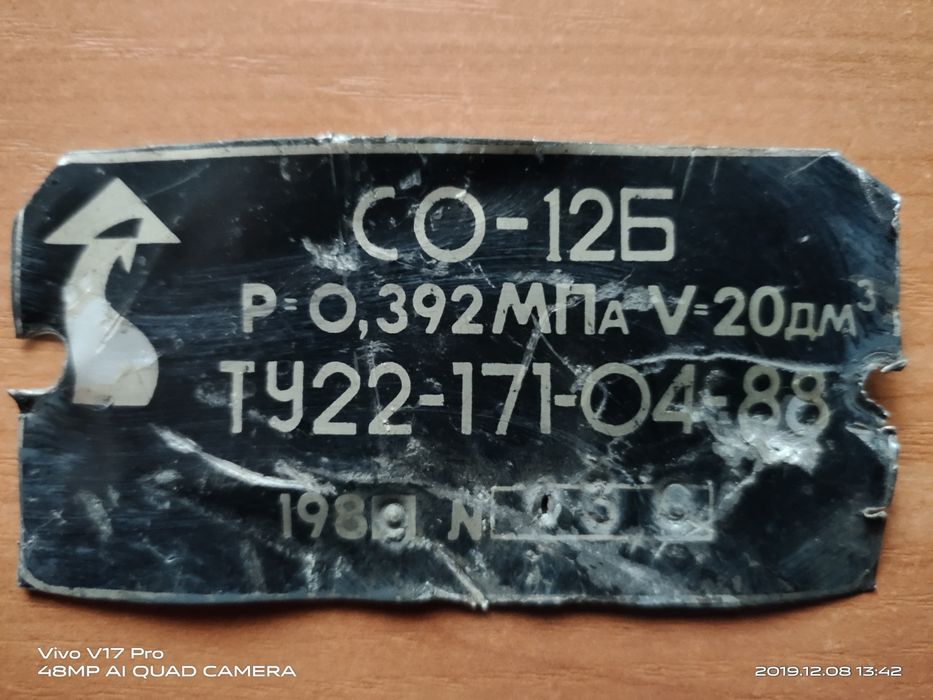 СО-12Б
Р=0,392МПа V=20дм³
ТУ22-171-04-88
1989 N
Vivo V17 Pro
48MP AI QUAD CAMERA
2019.12.08 13:42